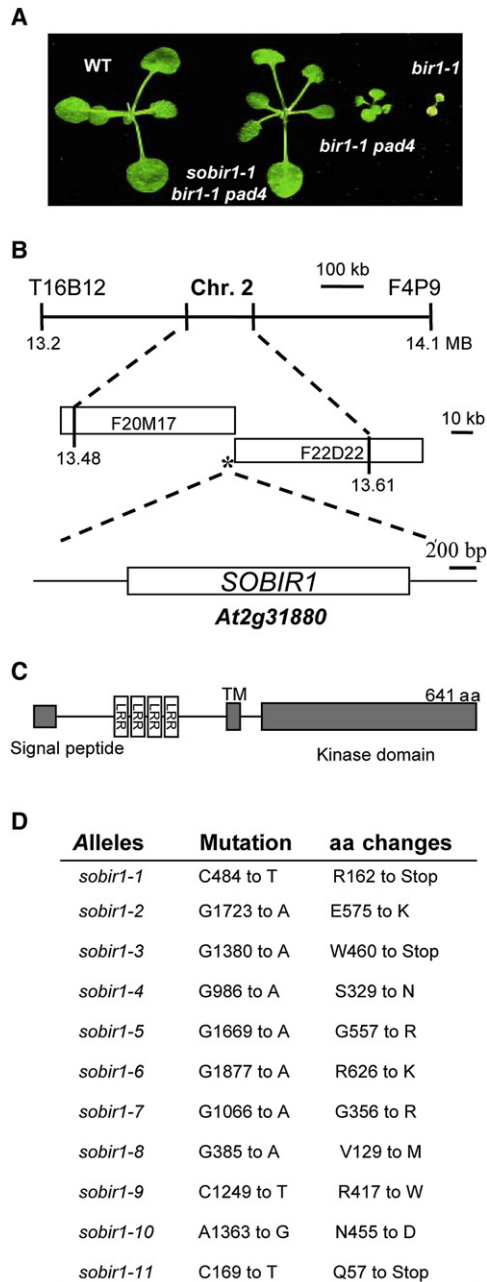 A
WT
bir1-1
bir1-1 pad4
sobir1-1
bir1-1 pad4
B
100 kb
T16B12
Chr. 2
F4P9
13.2
14.1 MB
F20M17
10 kb
13.48
F22D22
13.61
*
200 bp
SOBIR1
At2g31880
C
TM
641 aa
LRR
LRR
LRR
LRR
Signal peptide
Kinase domain
D
Alleles Mutation aa changes
sobir1-1 C484 to T R162 to Stop
sobir1-2 G1723 to A E575 to K
sobir1-3 G1380 to A W460 to Stop
sobir1-4 G986 to A S329 to N
sobir1-5 G1669 to A G557 to R
sobir1-6 G1877 to A R626 to K
sobir1-7 G1066 to A G356 to R
sobir1-8 G385 to A V129 to M
sobir1-9 C1249 to T R417 to W
sobir1-10 A1363 to G N455 to D
sobir1-11 C169 to T Q57 to Stop